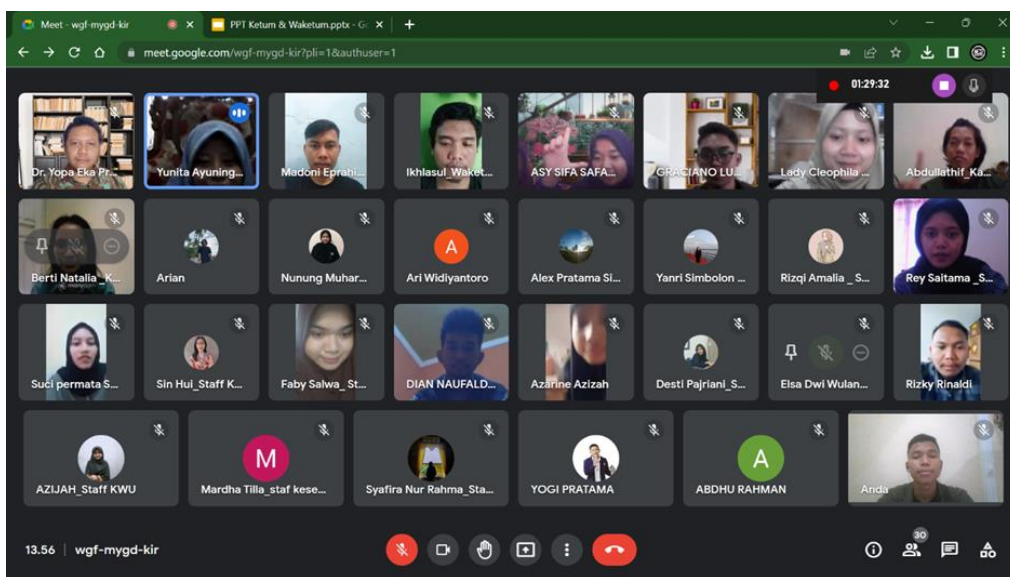 Meet - wgf-mygd-kir
PPT Ketum & Waketum.pptx - Go
meet.google.com/wgf-mygd-kir?pli=1&authuser=1
01:29:32
Dr. Yopa Eka Pr...
Yunita Ayuning...
Madoni Eprahi...
Ikhlasul_Waket...
ASY SIFA SAFA...
GRACIANO LU...
Lady Cleophila ...
Abdullathif_Ka...
Berti Natalia_K...
Arian
Nunung Muhar...
A
Ari Widiyantoro
Alex Pratama Si...
Yanri Simbolon ...
Rizqi Amalia _ S...
Rey Saitama _S...
Suci permata S...
Sin Hui_Staff K...
Faby Salwa_ St...
DIAN NAUFALD...
Azarine Azizah
Desti Pajriani_S...
Elsa Dwi Wulan...
Rizky Rinaldi
AZIJAH_Staff KWU
M
Mardha Tilla_staf kese...
Syafira Nur Rahma_Sta...
YOGI PRATAMA
A
ABDHU RAHMAN
Anda
13.56 | wgf-mygd-kir
30